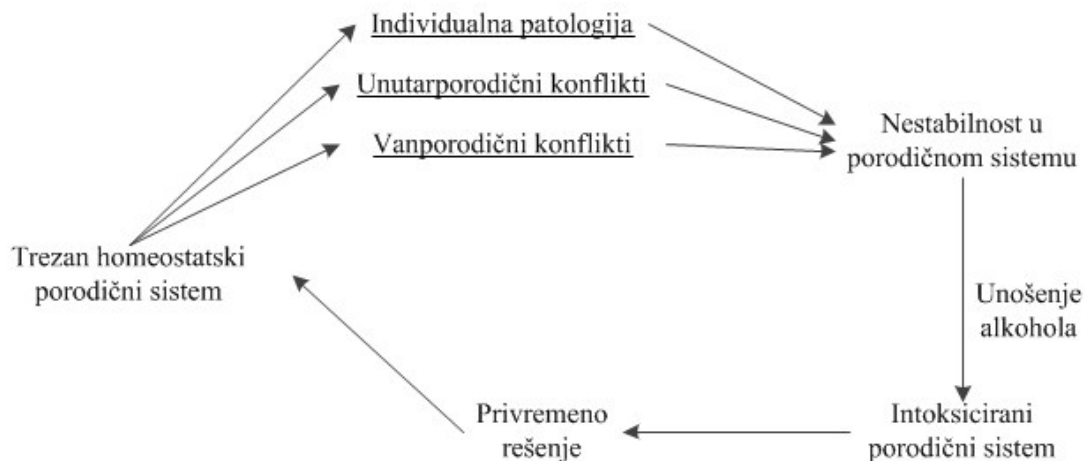 Individualna patologija
Unutarporodični konflikti
Vanporodični konflikti
Nestabilnost u
porodičnom sistemu
Trezan homeostatski
porodični sistem
Unošenje
alkohola
Privremeno
rešenje
Intoksicirani
porodični sistem